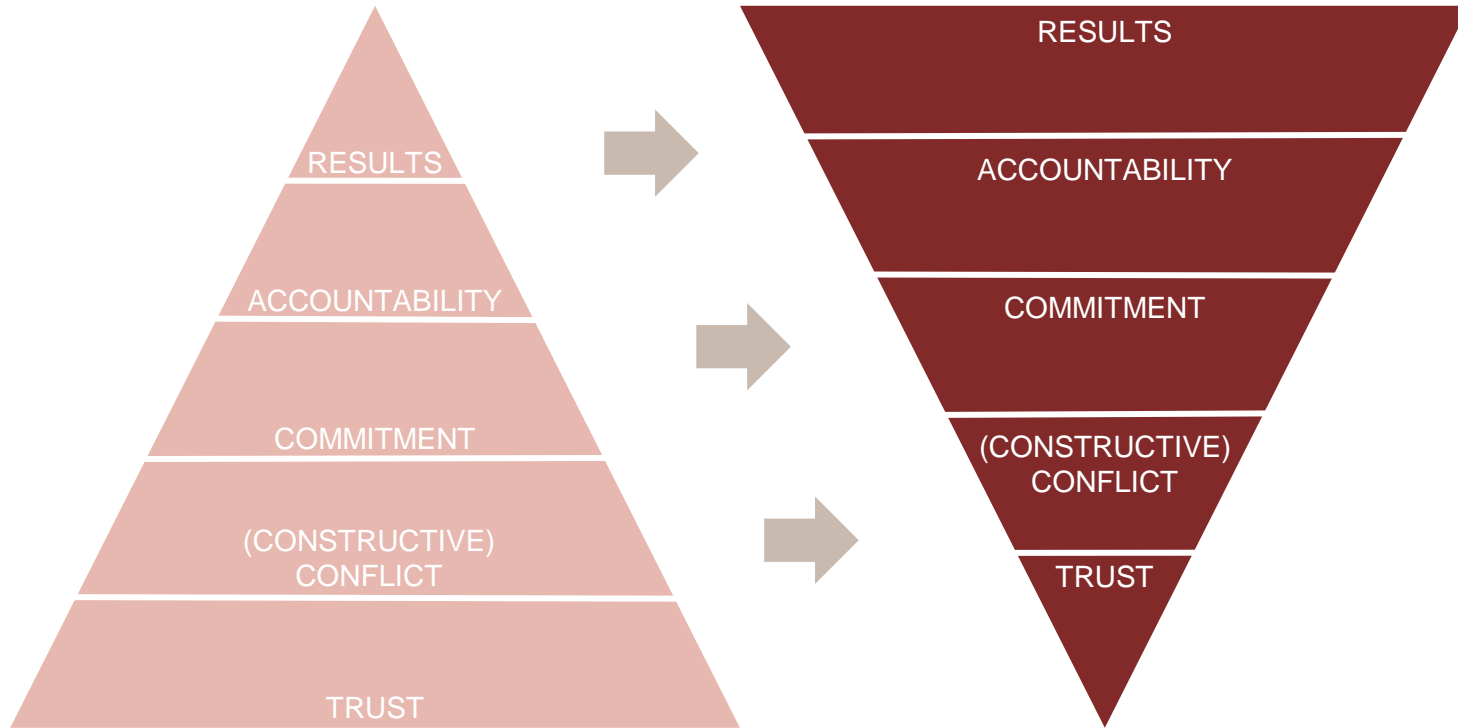 RESULTS
ACCOUNTABILITY
COMMITMENT
(CONSTRUCTIVE)
CONFLICT
TRUST
RESULTS
ACCOUNTABILITY
COMMITMENT
(CONSTRUCTIVE)
CONFLICT
TRUST